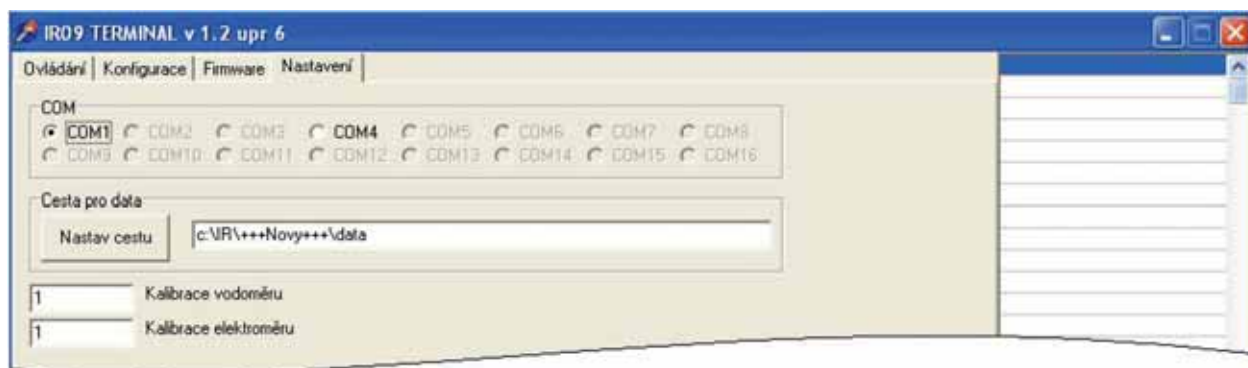 IR09 TERMINAL v 1.2 upr 6
Ovládání Konfigurace Firmware Nastavení
COM
COM1 COM2 COM3 COM4 COM5 COM6 COM7 COM8
COM9 COM10 COM11 COM12 COM13 COM14 COM15 COM16
Cesta pro data
Nastav cestu c:\IR\+++Novy+++\data
1 Kalibrace vodoměru
1 Kalibrace elektroměru